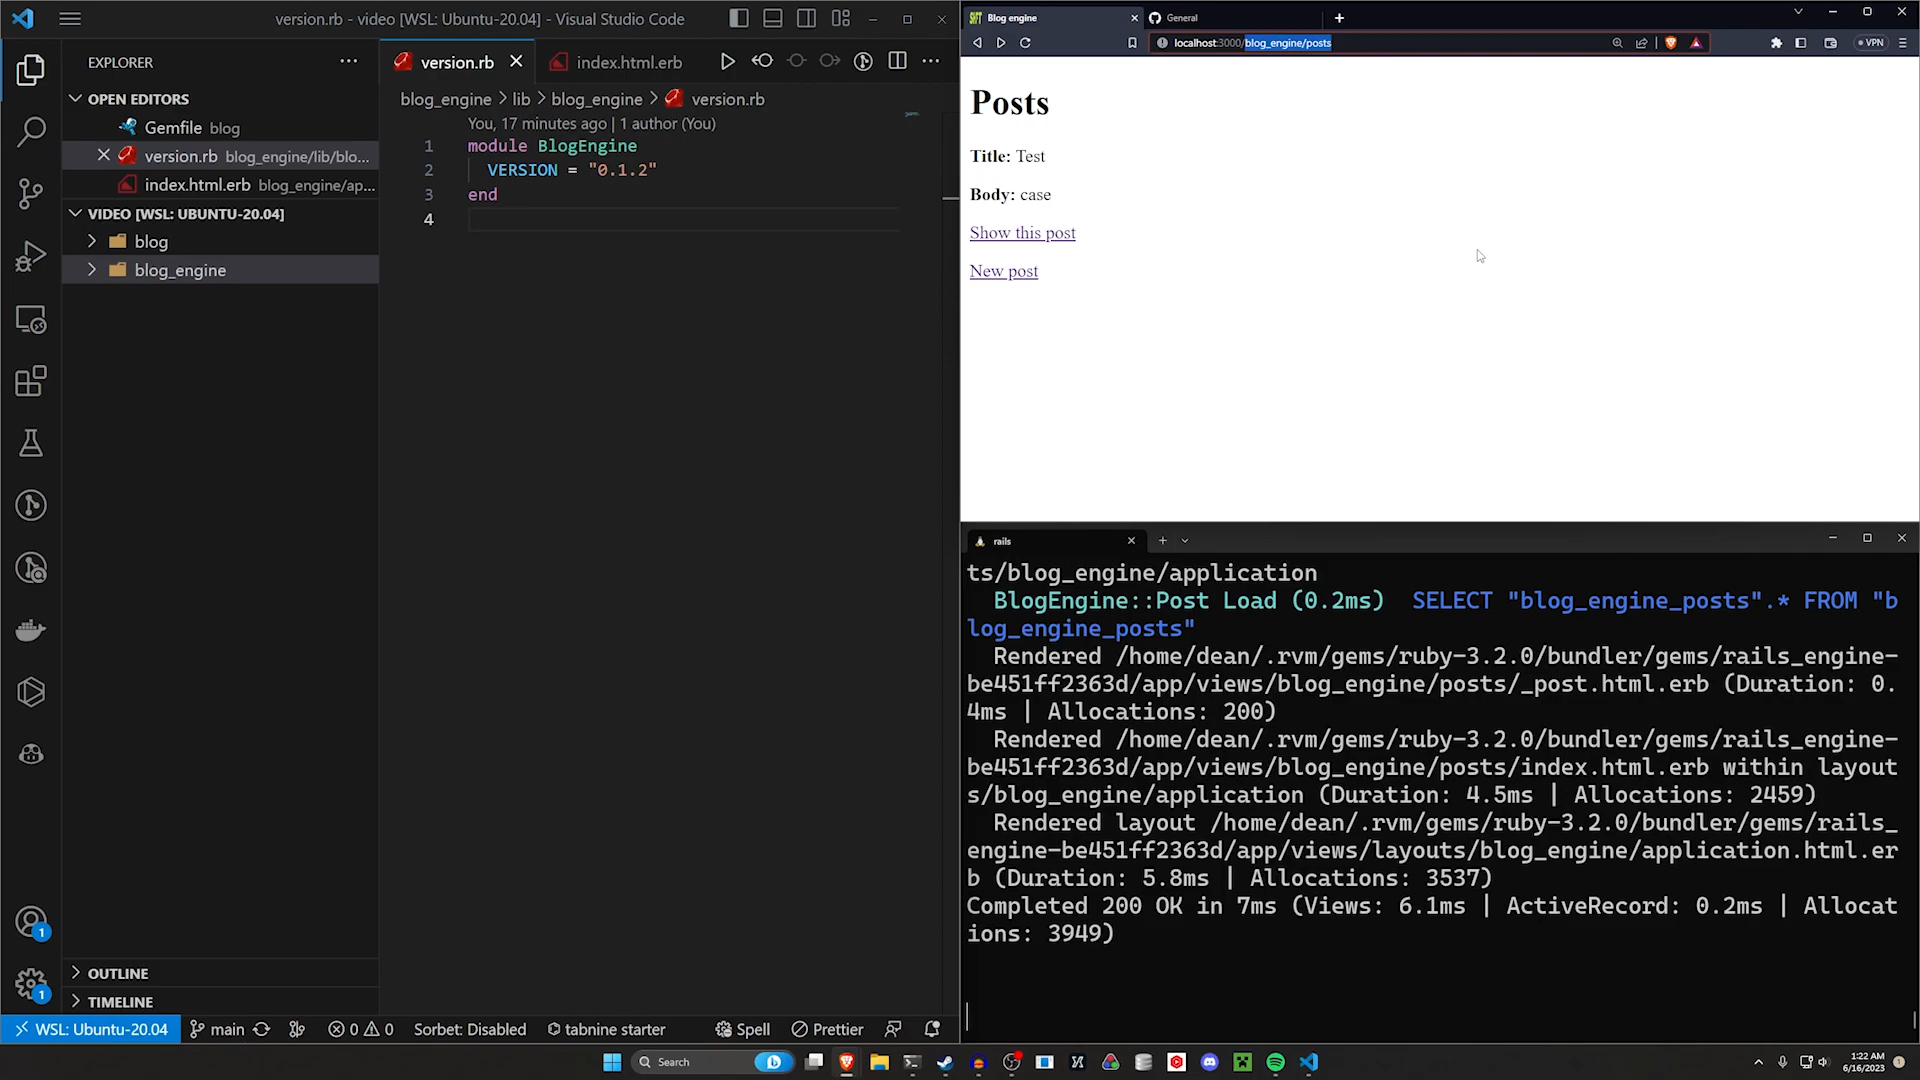 version.rb - video [WSL: Ubuntu-20.04] - Visual Studio Code
EXPLORER
OPEN EDITORS
Gemfile blog
version.rb blog_engine/lib/blo...
index.html.erb blog_engine/ap...
VIDEO [WSL: UBUNTU-20.04]
blog
blog_engine
OUTLINE
TIMELINE
version.rb
index.html.erb
blog_engine > lib > blog_engine > version.rb
You, 17 minutes ago | 1 author (You)
1 module BlogEngine
2 VERSION = "0.1.2"
3 end
4
1
1
WSL: Ubuntu-20.04
main
0 0
Sorbet: Disabled
tabnine starter
Spell
Prettier
Blog engine
General
localhost:3000/blog_engine/posts
VPN
Posts
Title: Test
Body: case
Show this post
New post
rails
ts/blog_engine/application
BlogEngine::Post Load (0.2ms) SELECT "blog_engine_posts".* FROM "b
log_engine_posts"
Rendered /home/dean/.rvm/gems/ruby-3.2.0/bundler/gems/rails_engine-
be451ff2363d/app/views/blog_engine/posts/_post.html.erb (Duration: 0.
4ms | Allocations: 200)
Rendered /home/dean/.rvm/gems/ruby-3.2.0/bundler/gems/rails_engine-
be451ff2363d/app/views/blog_engine/posts/index.html.erb within layout
s/blog_engine/application (Duration: 4.5ms | Allocations: 2459)
Rendered layout /home/dean/.rvm/gems/ruby-3.2.0/bundler/gems/rails_
engine-be451ff2363d/app/views/layouts/blog_engine/application.html.er
b (Duration: 5.8ms | Allocations: 3537)
Completed 200 OK in 7ms (Views: 6.1ms | ActiveRecord: 0.2ms | Allocat
ions: 3949)
Search
1:22 AM
6/16/2023